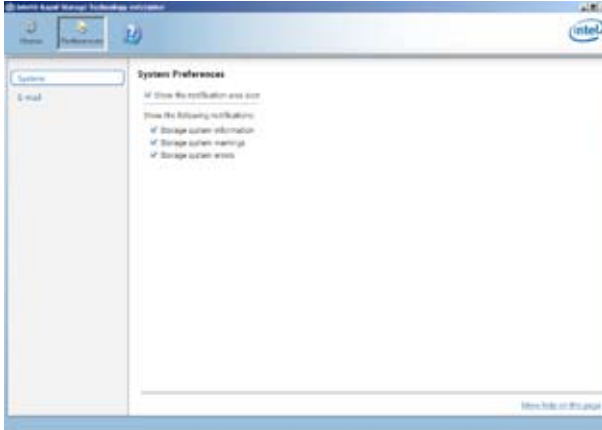 Intel® Rapid Storage Technology enterprise
Home
Preferences
intel
System
E-mail
System Preferences
Show the notification area icon
Show the following notifications:
Storage system information
Storage system warnings
Storage system errors
More help on this page